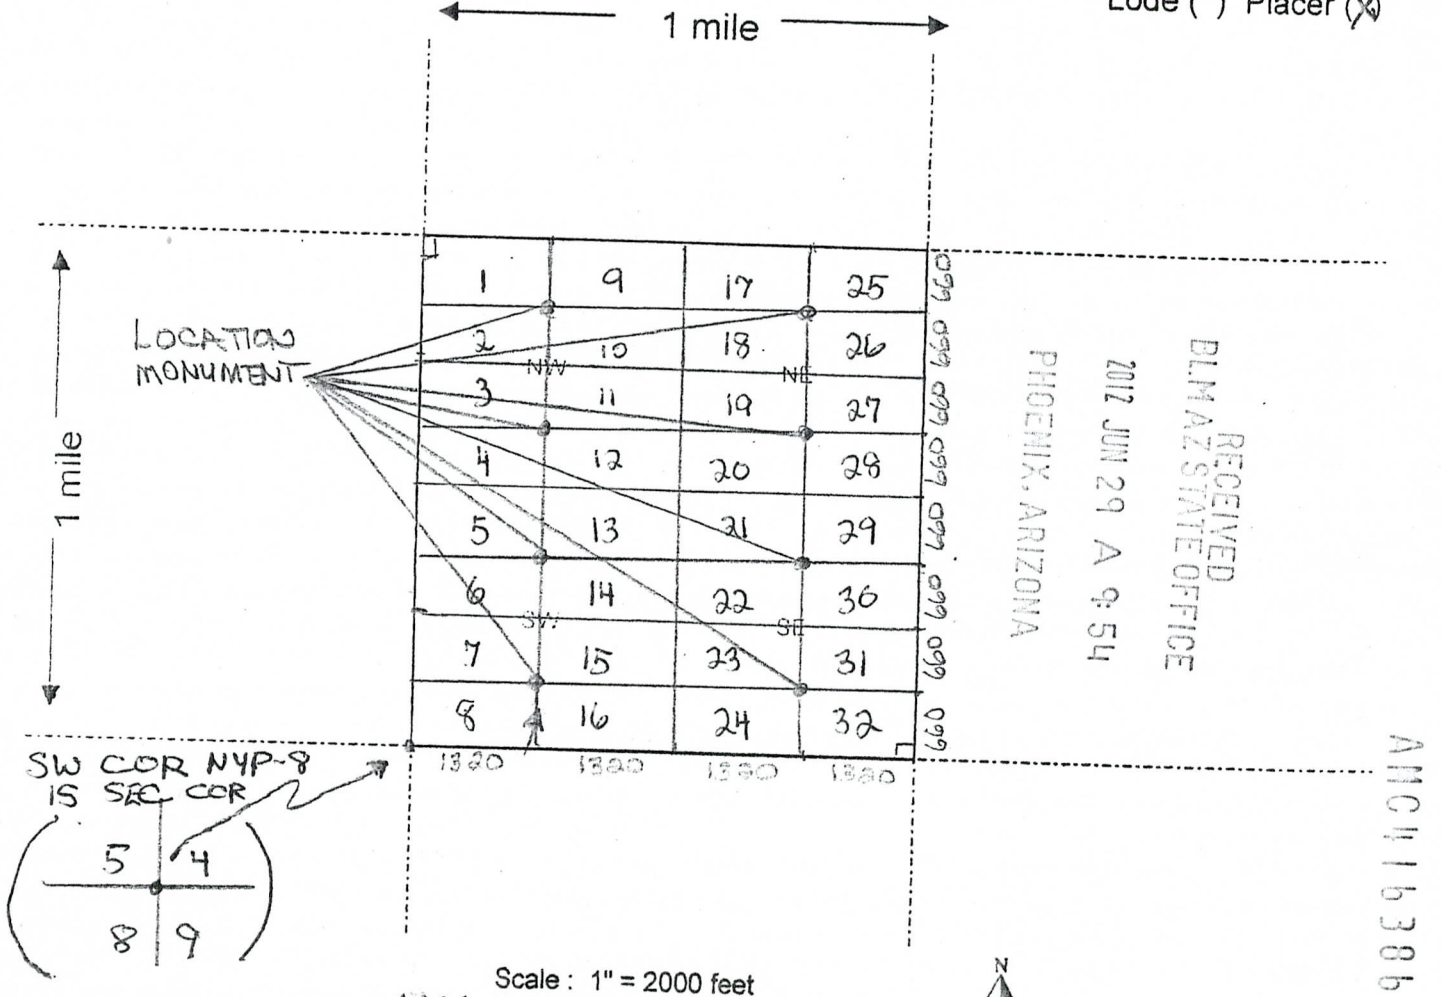 Lode ( ) Placer (X)
1 mile
1 9 17 25 660
2 10 18 26 660
NW NE
3 11 19 27 660
4 12 20 28 660
5 13 21 29 660
6 14 22 30 660
SW SE
7 15 23 31 660
8 16 24 32 660
1320 1320 1320 1320
LOCATION
MONUMENT
1 mile
SW COR NYP-8
IS SEC COR
5 4
8 9
RECEIVED
BLM AZ STATE OFFICE
2012 JUN 29 A 9:54
PHOENIX, ARIZONA
AMC416386
Scale : 1" = 2000 feet
N